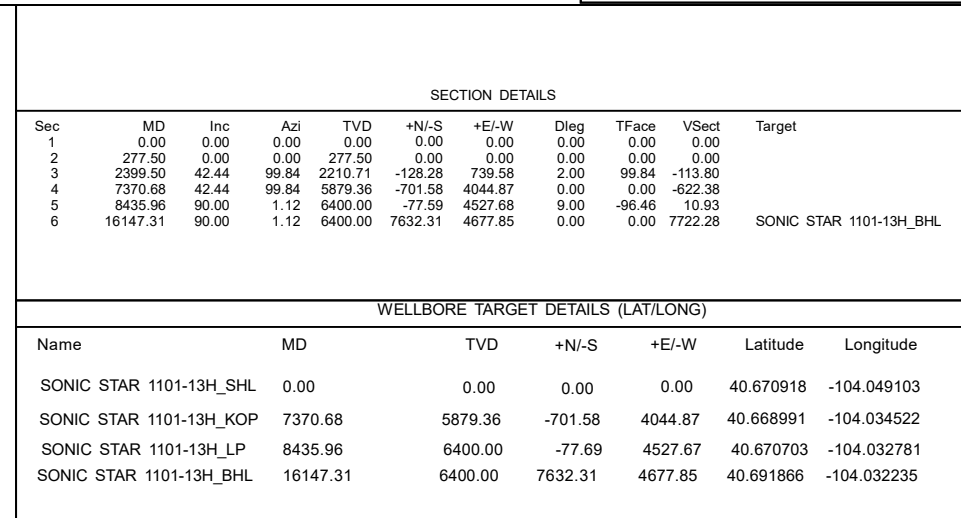 SECTION DETAILS
Sec MD Inc Azi TVD +N/-S +E/-W Dleg TFace VSect Target
1 0.00 0.00 0.00 0.00 0.00 0.00 0.00 0.00 0.00
2 277.50 0.00 0.00 277.50 0.00 0.00 0.00 0.00 0.00
3 2399.50 42.44 99.84 2210.71 -128.28 739.58 2.00 99.84 -113.80
4 7370.68 42.44 99.84 5879.36 -701.58 4044.87 0.00 0.00 -622.38
5 8435.96 90.00 1.12 6400.00 -77.59 4527.68 9.00 -96.46 10.93
6 16147.31 90.00 1.12 6400.00 7632.31 4677.85 0.00 0.00 7722.28 SONIC STAR 1101-13H_BHL
WELLBORE TARGET DETAILS (LAT/LONG)
Name MD TVD +N/-S +E/-W Latitude Longitude
SONIC STAR 1101-13H_SHL 0.00 0.00 0.00 0.00 40.670918 -104.049103
SONIC STAR 1101-13H_KOP 7370.68 5879.36 -701.58 4044.87 40.668991 -104.034522
SONIC STAR 1101-13H_LP 8435.96 6400.00 -77.69 4527.67 40.670703 -104.032781
SONIC STAR 1101-13H_BHL 16147.31 6400.00 7632.31 4677.85 40.691866 -104.032235